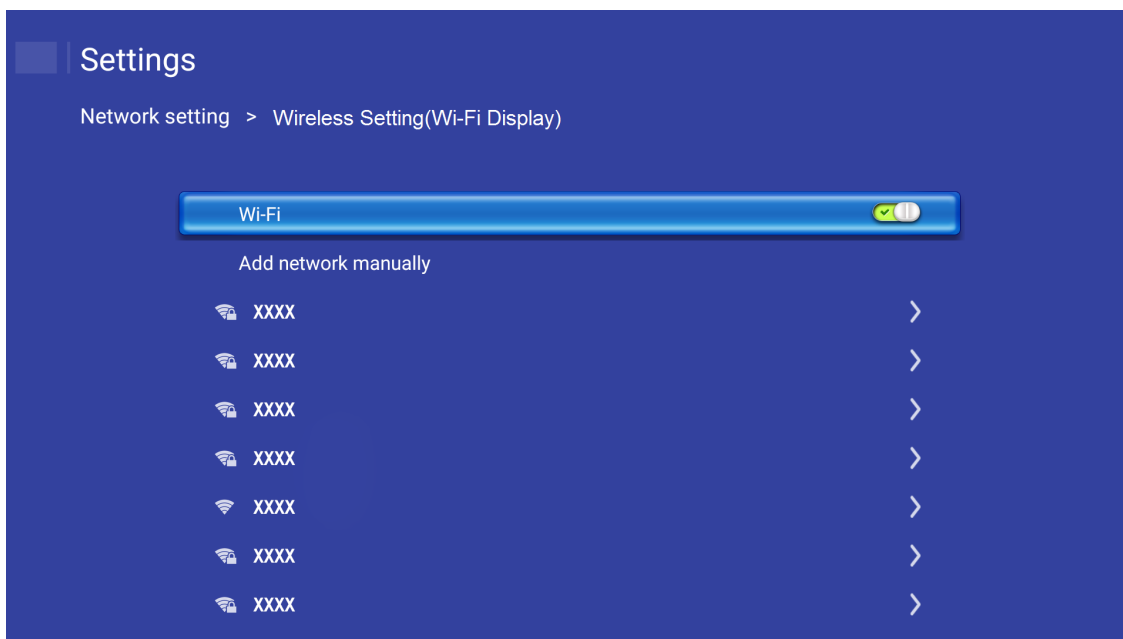 Settings
Network setting > Wireless Setting(Wi-Fi Display)
Wi-Fi
Add network manually
XXXX
XXXX
XXXX
XXXX
XXXX
XXXX
XXXX